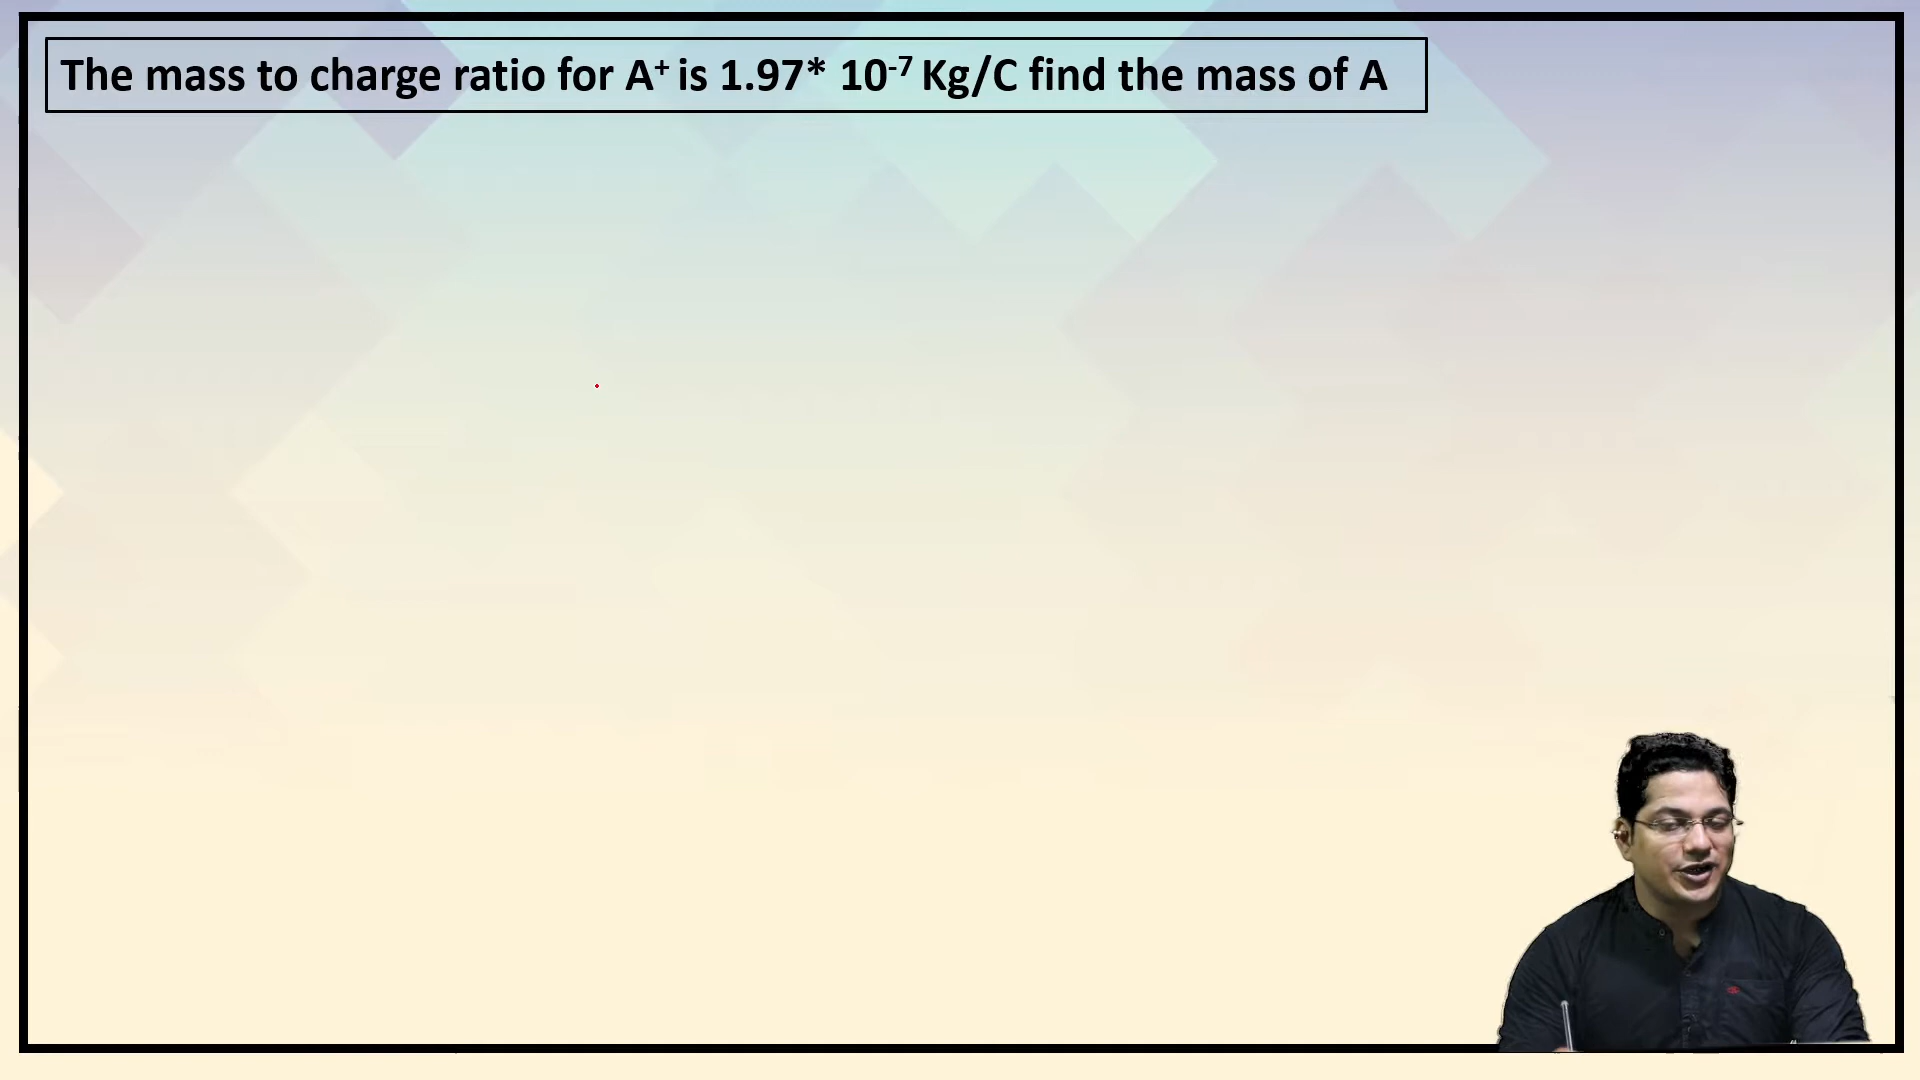 The mass to charge ratio for A⁺ is 1.97* 10⁻⁷ Kg/C find the mass of A